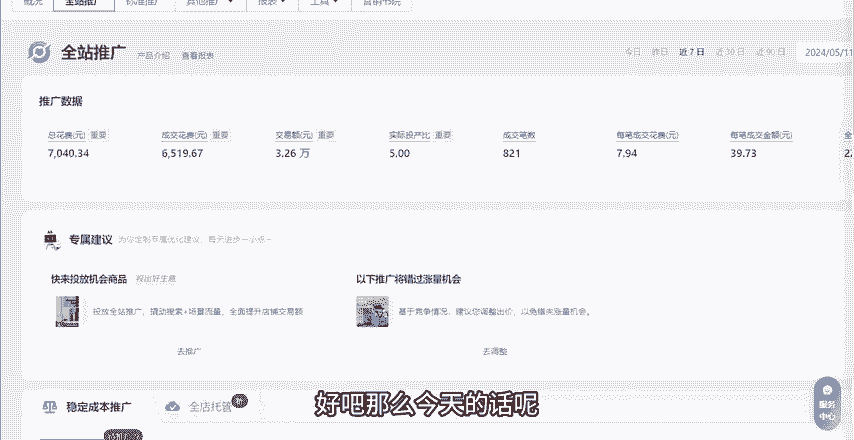 概况 全站推广 标准推广 其他推广 报表 工具 营销书院
全站推广 产品介绍 查看报表 今日 昨日 近7日 近30日 近90日 2024/05/11
推广数据
总花费(元) 重要 成交花费(元) 重要 交易额(元) 重要 实际投产比 重要 成交笔数 每笔成交花费(元) 每笔成交金额(元) 全
7,040.34 6,519.67 3.26 万 5.00 821 7.94 39.73
专属建议 为你定制专属优化建议，每天进步一小点~
快来投放机会商品 投出好生意 以下推广将错过涨量机会
投放全站推广，撬动搜索+场景流量，全面提升店铺交易额 基于竞争情况，建议您调整出价，以免错失涨量机会。
去推广 去调整
服务
中心
稳定成本推广 全店托管 新
好吧那么今天的话呢